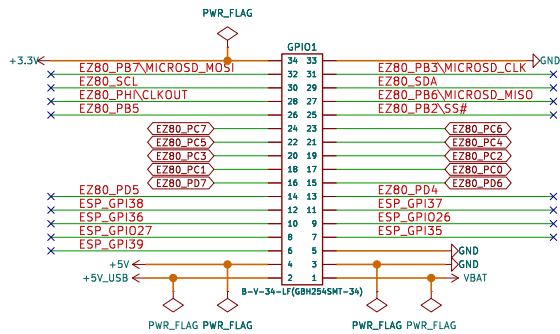 PWR_FLAG
GPIO1
+3.3V 34 33 GND
EZ80_PB7\MICROSD_MOSI 32 31 EZ80_PB3\MICROSD_CLK
EZ80_SCL 30 29 EZ80_SDA
EZ80_PHI\CLKOUT 28 27 EZ80_PB6\MICROSD_MISO
EZ80_PB5 26 25 EZ80_PB2\SS#
EZ80_PC7 24 23 EZ80_PC6
EZ80_PC5 22 21 EZ80_PC4
EZ80_PC3 20 19 EZ80_PC2
EZ80_PC1 18 17 EZ80_PC0
EZ80_PD7 16 15 EZ80_PD6
EZ80_PD5 14 13 EZ80_PD4
ESP_GPI38 12 11 ESP_GPI37
ESP_GPI36 10 9 ESP_GPIO26
ESP_GPIO27 8 7 ESP_GPI35
ESP_GPI39 6 5 GND
+5V 4 3 GND
+5V_USB 2 1 VBAT
B-V-34-LF(GBH254SMT-34)
PWR_FLAG PWR_FLAG PWR_FLAG PWR_FLAG